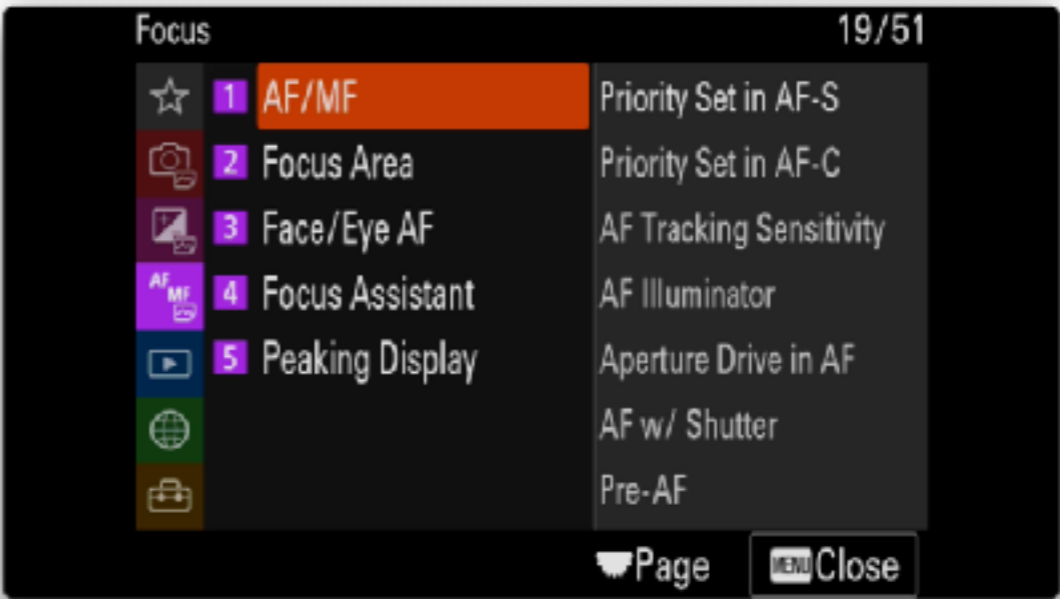 Focus 19/51
1 AF/MF
2 Focus Area
3 Face/Eye AF
AF MF 4 Focus Assistant
5 Peaking Display
Priority Set in AF-S
Priority Set in AF-C
AF Tracking Sensitivity
AF Illuminator
Aperture Drive in AF
AF w/ Shutter
Pre-AF
Page MENU Close